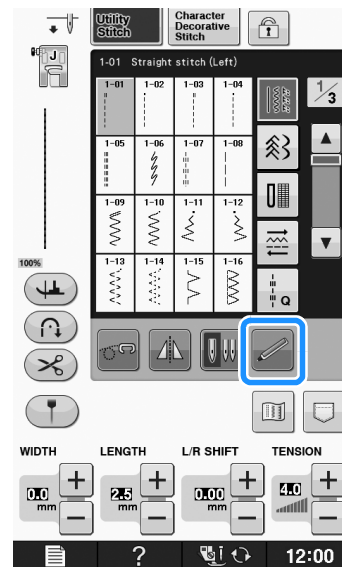 Utility
Stitch
Character
Decorative
Stitch
J
1-01 Straight stitch (Left)
1-01 1-02 1-03 1-04
1/3
1-05 1-06 1-07 1-08
1-09 1-10 1-11 1-12
1-13 1-14 1-15 1-16
Q
100%
WIDTH LENGTH L/R SHIFT TENSION
0.0 mm 2.5 mm 0.00 mm 4.0
+ + + +
− − − −
? 12:00